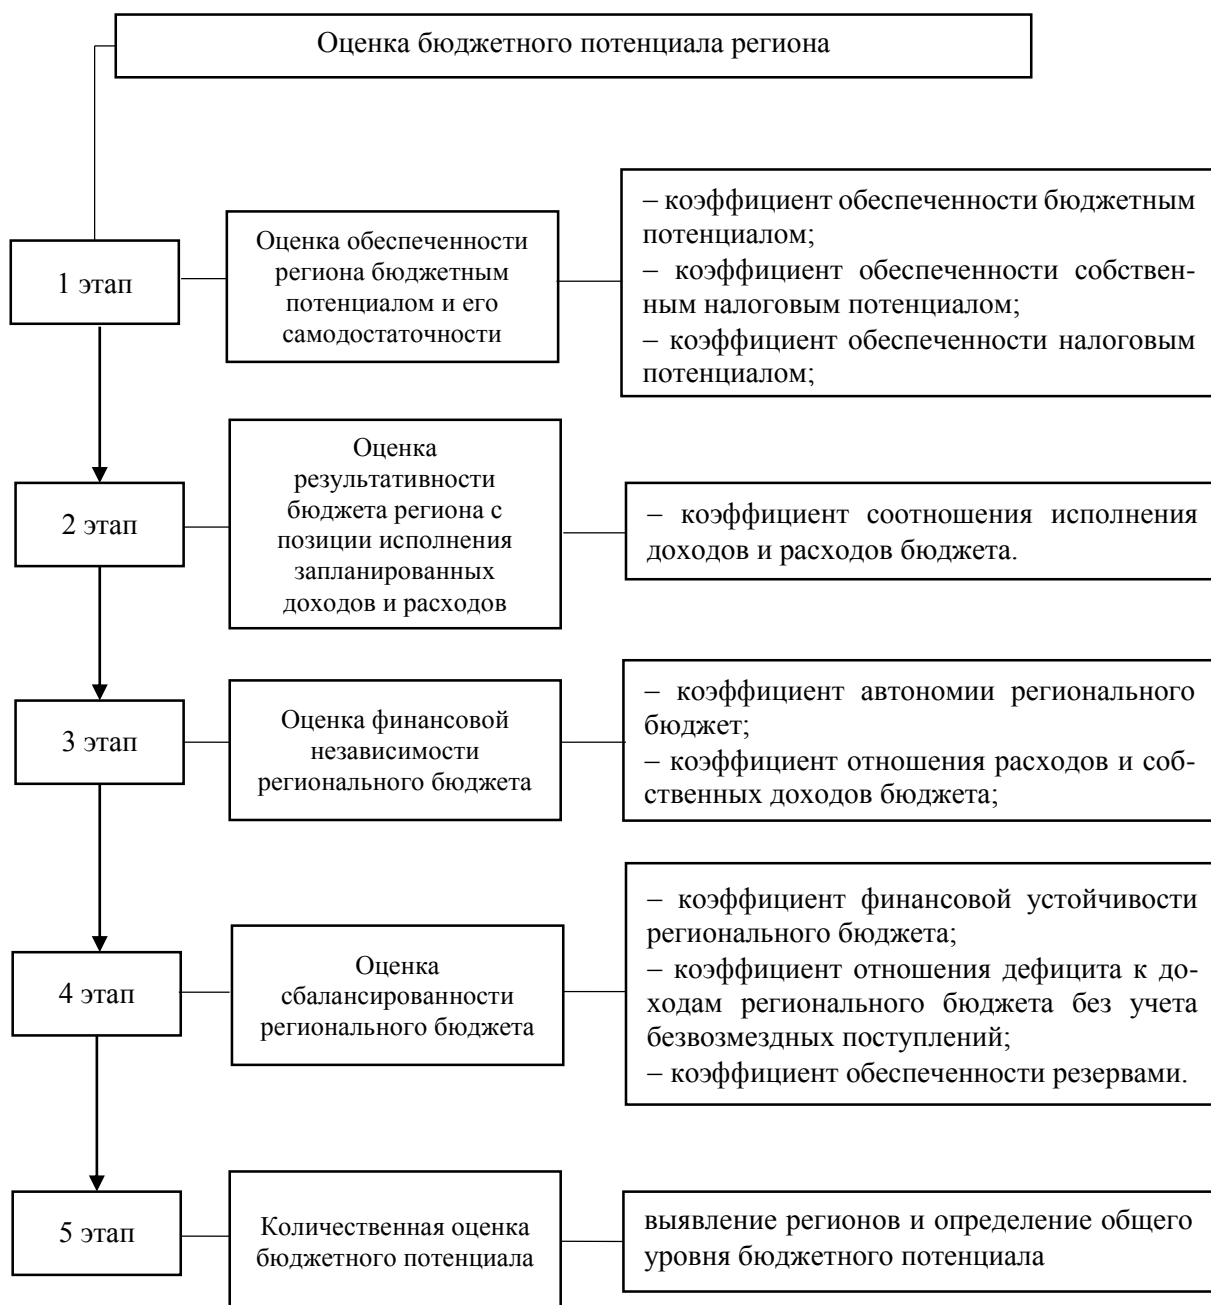 Оценка бюджетного потенциала региона
1 этап
Оценка обеспеченности
региона бюджетным
потенциалом и его
самодостаточности
– коэффициент обеспеченности бюджетным
потенциалом;
– коэффициент обеспеченности собствен-
ным налоговым потенциалом;
– коэффициент обеспеченности налоговым
потенциалом;
2 этап
Оценка
результативности
бюджета региона с
позиции исполнения
запланированных
доходов и расходов
– коэффициент соотношения исполнения
доходов и расходов бюджета.
3 этап
Оценка финансовой
независимости
регионального бюджета
– коэффициент автономии регионального
бюджет;
– коэффициент отношения расходов и соб-
ственных доходов бюджета;
4 этап
Оценка
сбалансированности
регионального бюджета
– коэффициент финансовой устойчивости
регионального бюджета;
– коэффициент отношения дефицита к до-
ходам регионального бюджета без учета
безвозмездных поступлений;
– коэффициент обеспеченности резервами.
5 этап
Количественная оценка
бюджетного потенциала
выявление регионов и определение общего
уровня бюджетного потенциала